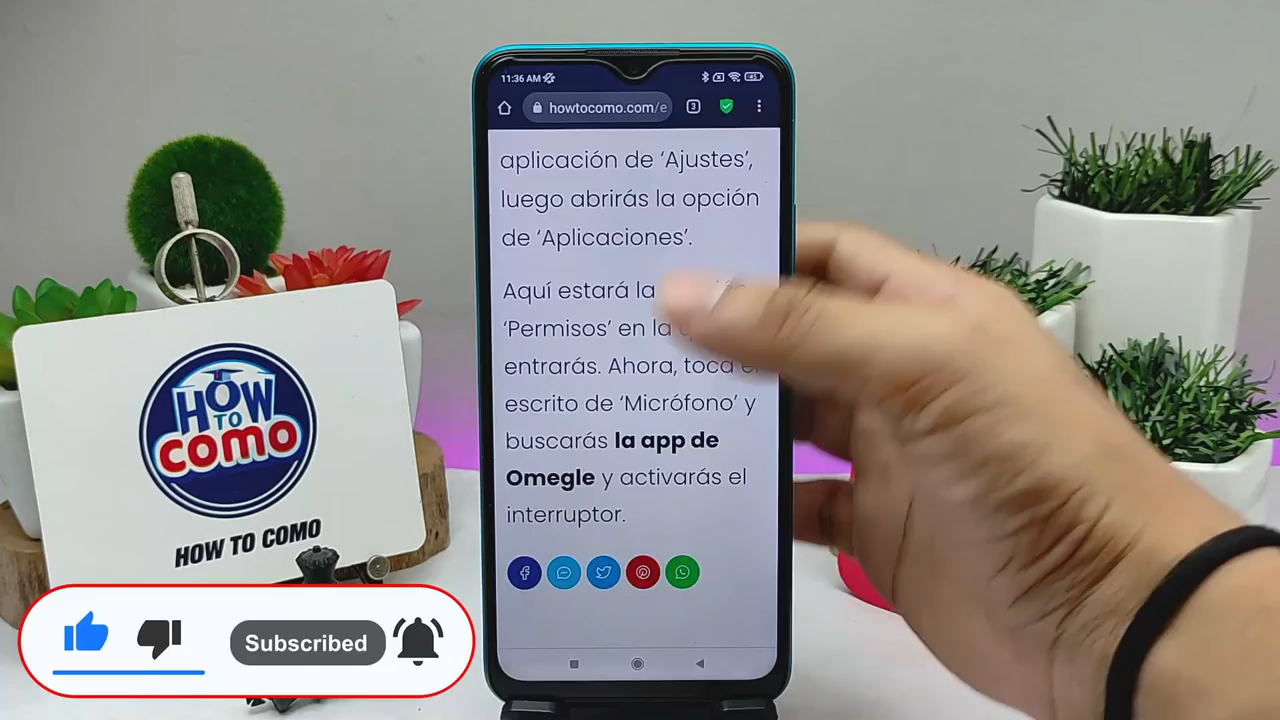 11:36 AM
45
howtocomo.com/e
3
aplicación de ‘Ajustes’,
luego abrirás la opción
de ‘Aplicaciones’.
Aquí estará la
‘Permisos’ en la
entrarás. Ahora, toca
escrito de ‘Micrófono’ y
buscarás la app de
Omegle y activarás el
interruptor.
HOW
TO
COMO
HOW TO COMO
Subscribed